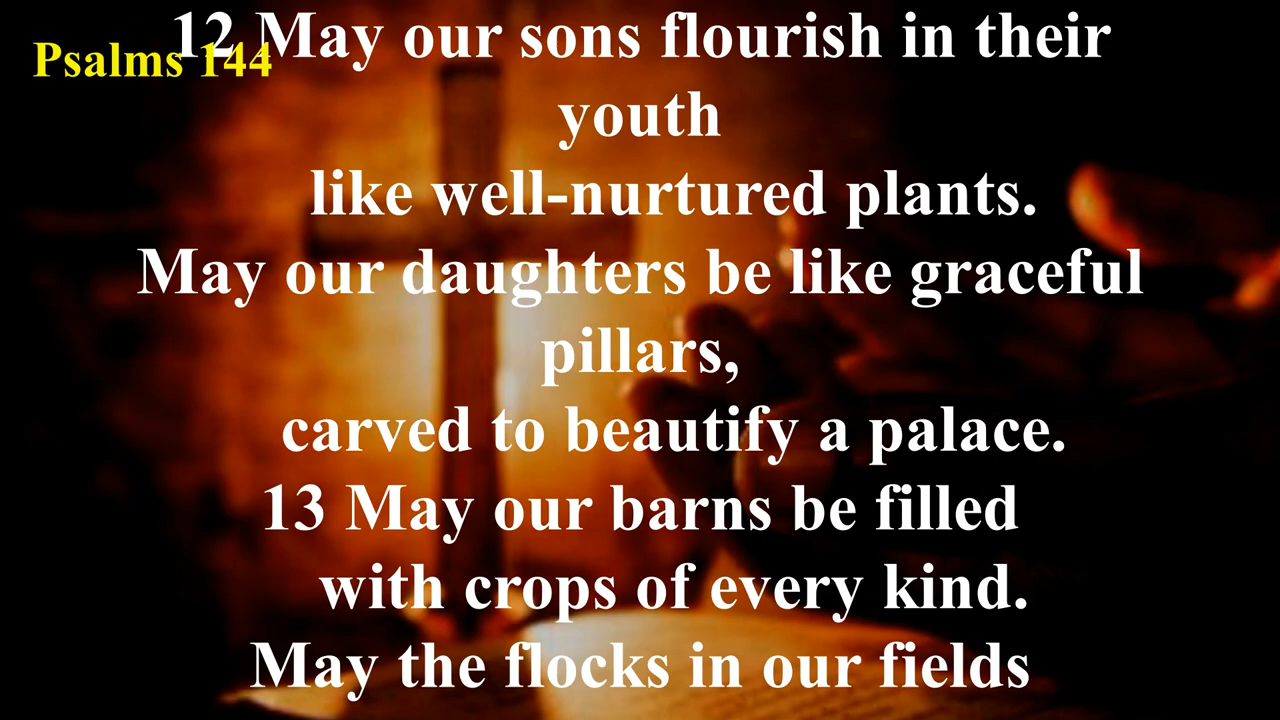 Psalms 144
12 May our sons flourish in their
youth
like well-nurtured plants.
May our daughters be like graceful
pillars,
carved to beautify a palace.
13 May our barns be filled
with crops of every kind.
May the flocks in our fields